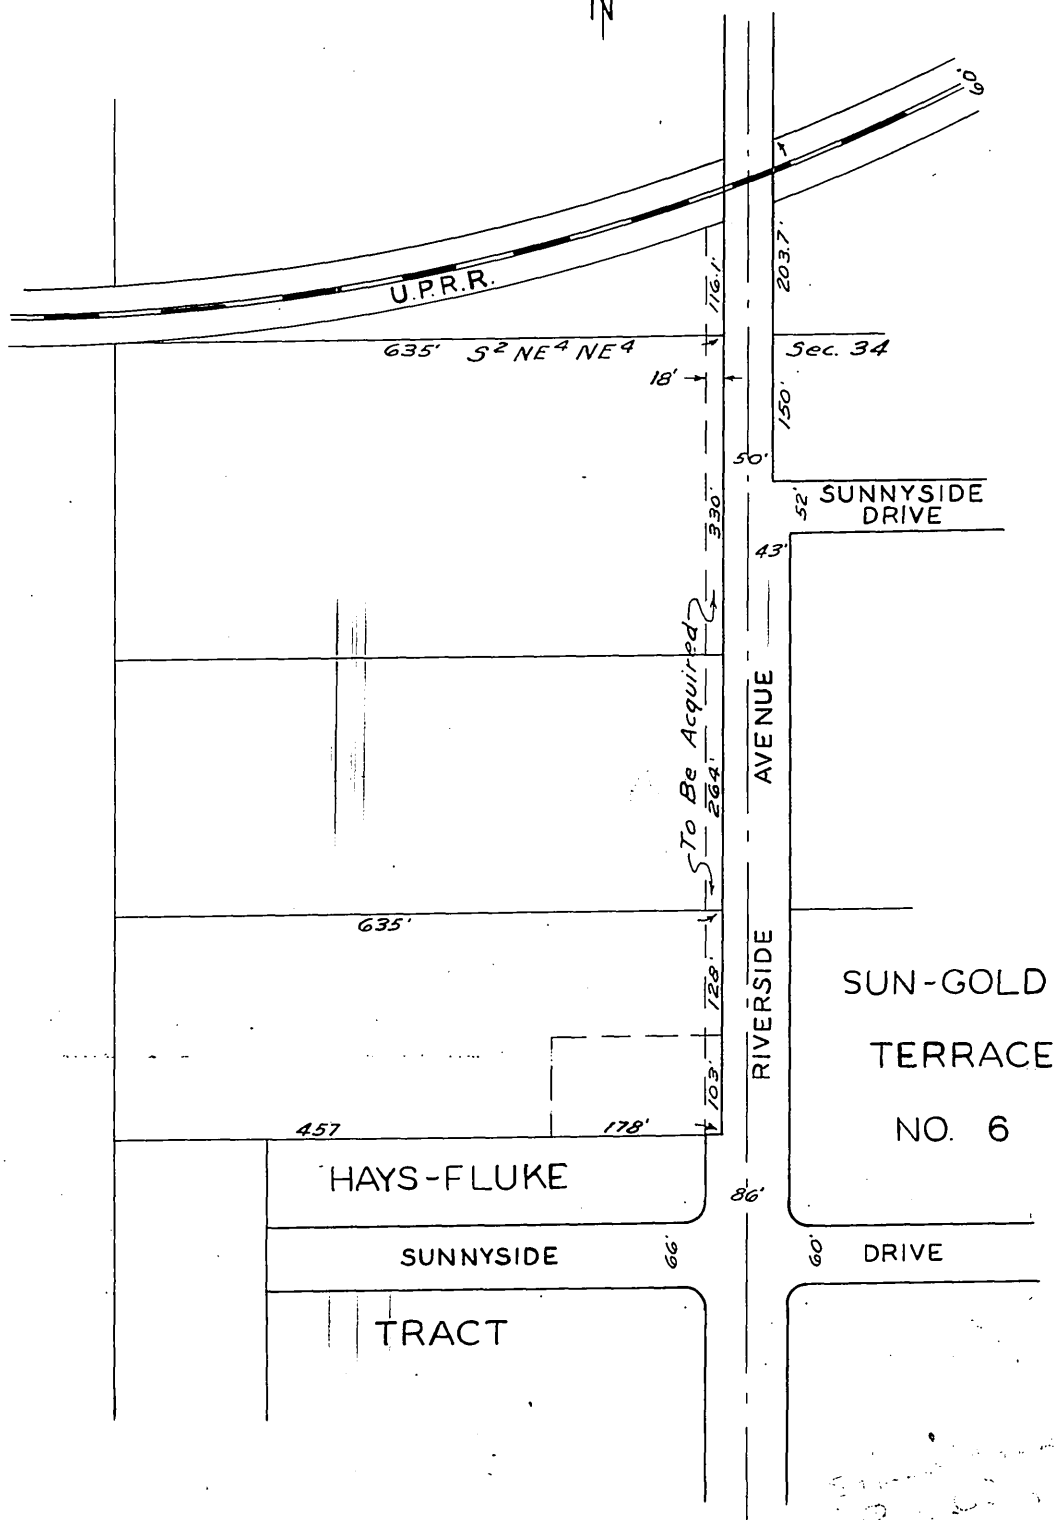 N
60'
203.7'
116.1'
U.P.R.R.
635' S² NE⁴ NE⁴
Sec. 34
18'
150'
50'
52'
SUNNYSIDE
DRIVE
330'
43'
To Be Acquired
264'
AVENUE
635'
128'
RIVERSIDE
SUN-GOLD
TERRACE
NO. 6
103'
457
178'
HAYS-FLUKE
86'
SUNNYSIDE
66'
60'
DRIVE
TRACT